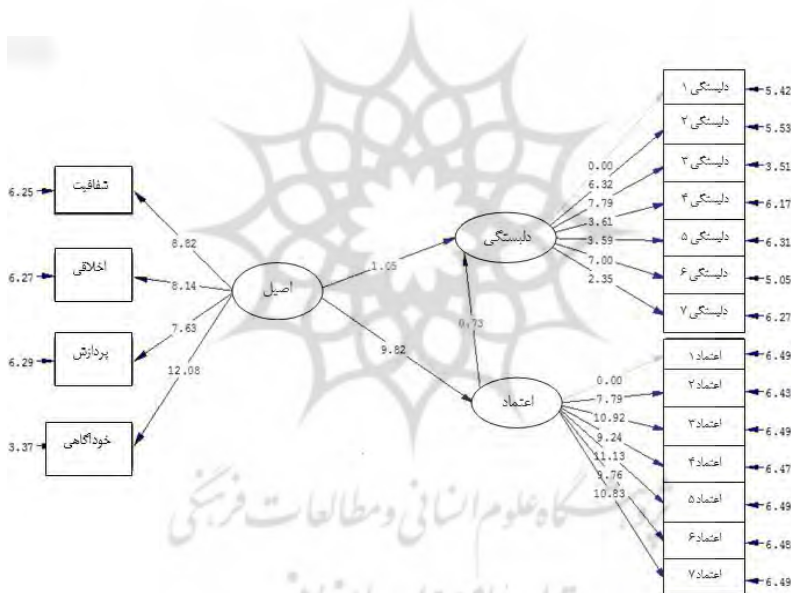 شفافیت
6.25
8.82
اخلاقی
6.27
8.14
پردازش
6.29
7.63
خودآگاهی
3.37
12.08
اصیل
1.05
9.82
0.73
دلبستگی
0.00
6.32
7.79
3.61
3.59
7.00
2.35
دلبستگی ۱
5.42
دلبستگی ۲
5.53
دلبستگی ۳
3.51
دلبستگی ۴
6.17
دلبستگی ۵
6.31
دلبستگی ۶
5.05
دلبستگی ۷
6.27
اعتماد
0.00
7.79
10.92
9.24
11.13
9.76
10.83
اعتماد ۱
6.49
اعتماد ۲
6.43
اعتماد ۳
6.49
اعتماد ۴
6.47
اعتماد ۵
6.49
اعتماد ۶
6.48
اعتماد ۷
6.49
پژوهشگاه علوم انسانی و مطالعات فرهنگی